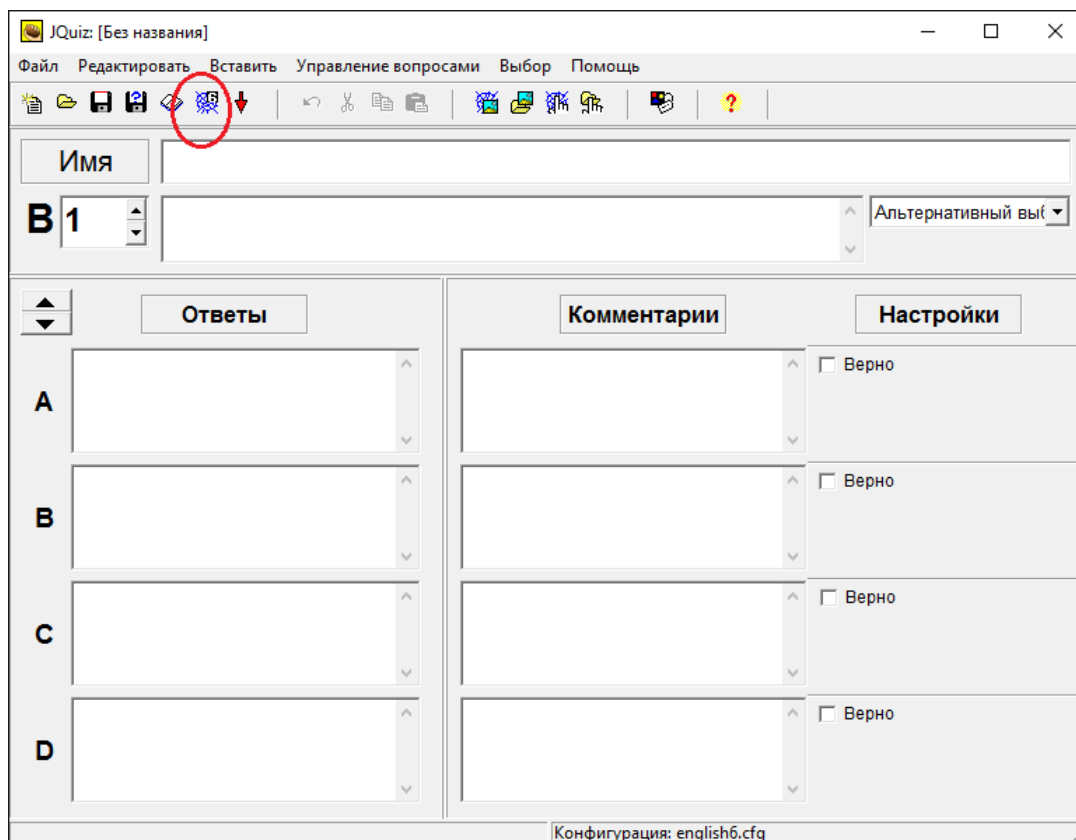 JQuiz: [Без названия]
Файл Редактировать Вставить Управление вопросами Выбор Помощь
Имя
В 1 Альтернативный выб
Ответы Комментарии Настройки
A Верно
B Верно
C Верно
D Верно
Конфигурация: english6.cfg